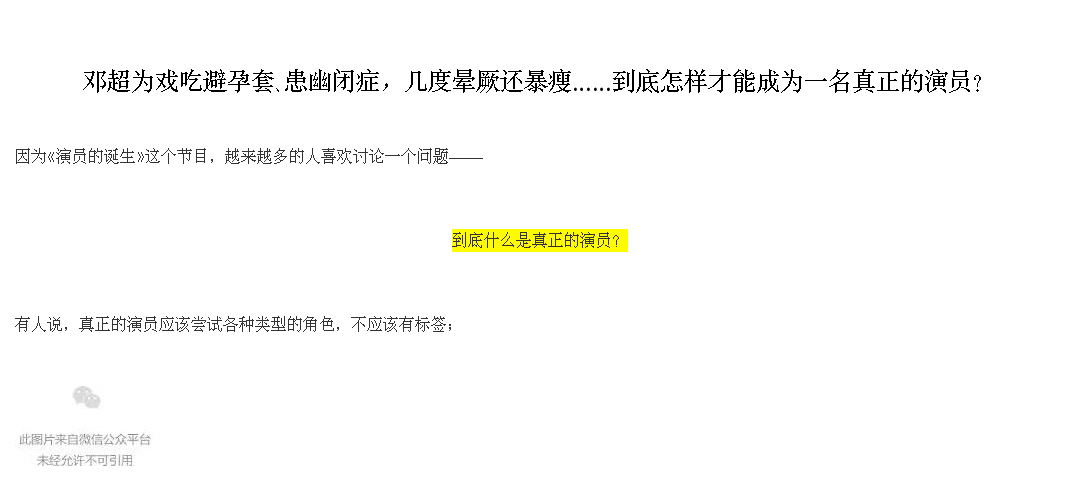 邓超为戏吃避孕套、患幽闭症，几度晕厥还暴瘦……到底怎样才能成为一名真正的演员？
因为《演员的诞生》这个节目，越来越多的人喜欢讨论一个问题——
到底什么是真正的演员？
有人说，真正的演员应该尝试各种类型的角色，不应该有标签；
此图片来自微信公众平台
未经允许不可引用